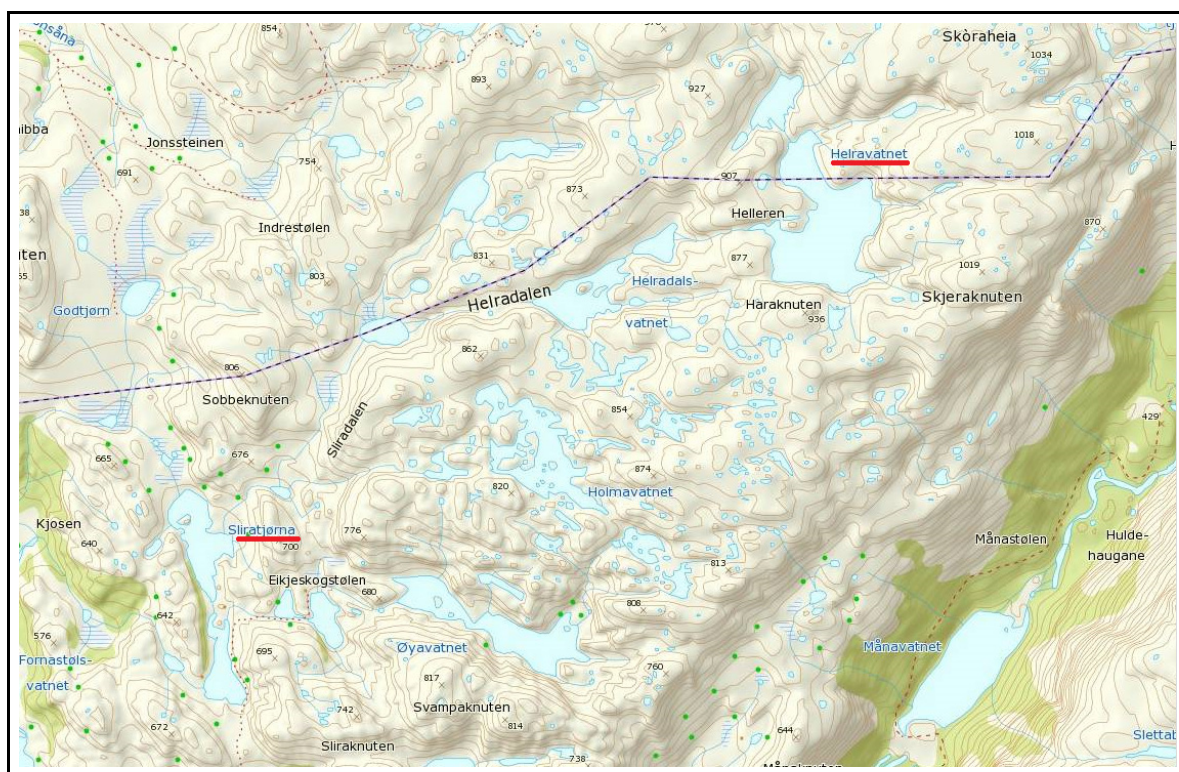 854
Skòraheia
1034
893
927
Jonssteinen
754
Helravatnet
1018
691
907
873
Helleren
870
Indrestølen
831
877
1019
803
Helradals-
vatnet
Helradalen
Haraknuten
936
Skjeraknuten
Godtjørn
862
806
Sobbeknuten
854
429
Sliradalen
665
676
874
820
Holmavatnet
Kjosen
Sliratjørna
776
700
640
Månastølen
Hulde-
haugane
813
Eikjeskogstølen
680
808
642
576
Øyavatnet
Månavatnet
695
760
Fornastøls-
vatnet
817
Svampaknuten
742
814
672
644
Sliraknuten
738